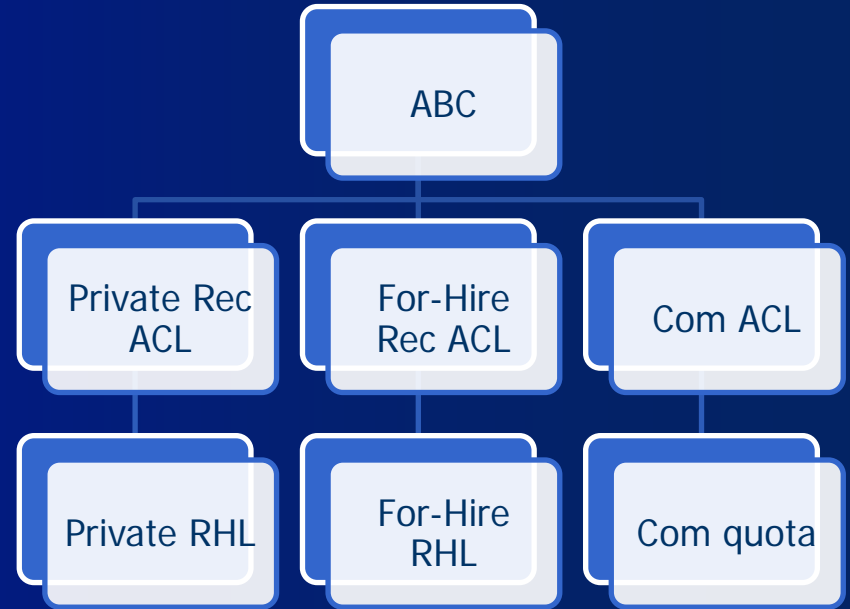 ABC
Private Rec
ACL
For-Hire
Rec ACL
Com ACL
Private RHL
For-Hire
RHL
Com quota